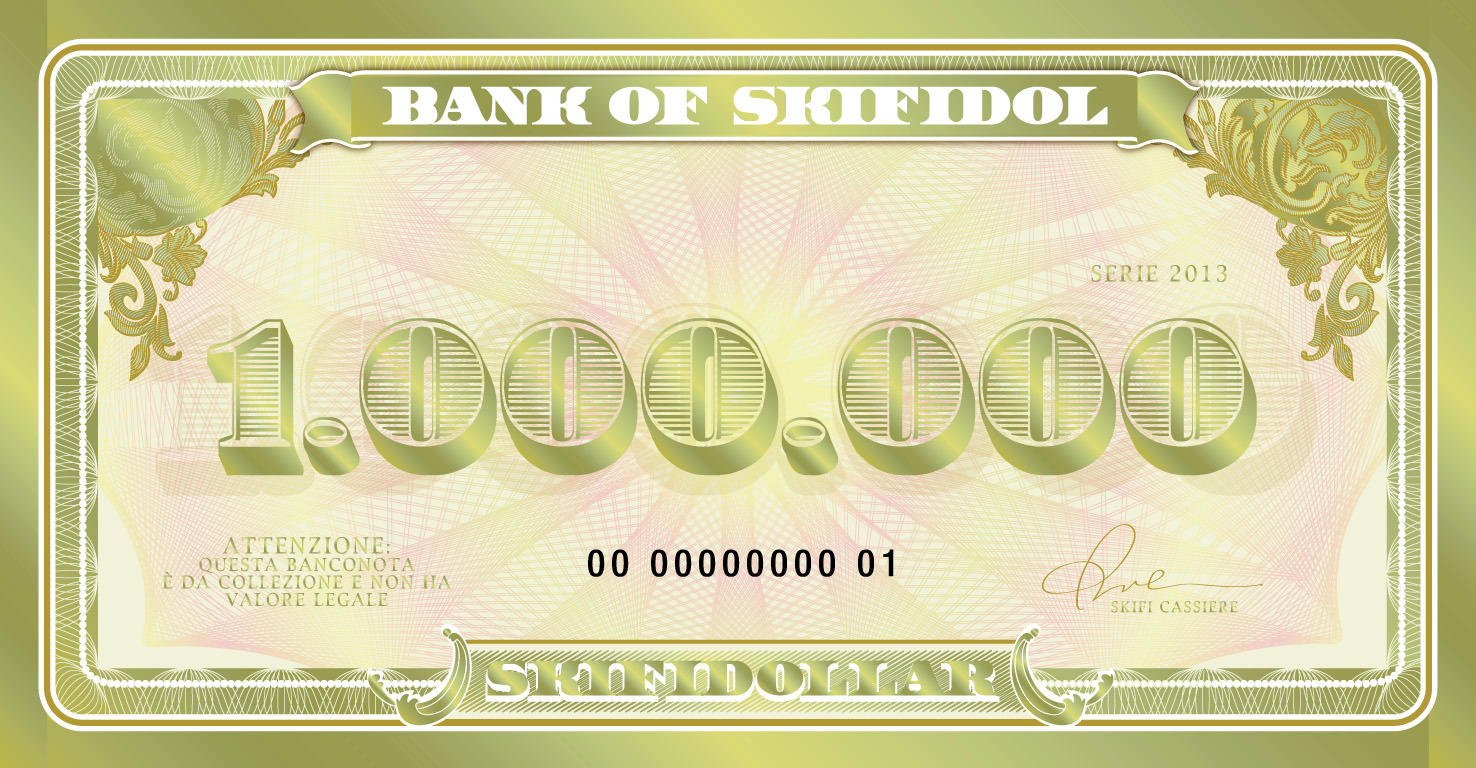 BANK OF SKIFIDOL
SERIE 2013
1.000.000
ATTENZIONE:
QUESTA BANCONOTA
È DA COLLEZIONE E NON HA
VALORE LEGALE
00 00000000 01
SKIFI CASSIERE
SKIFIDOLLAR